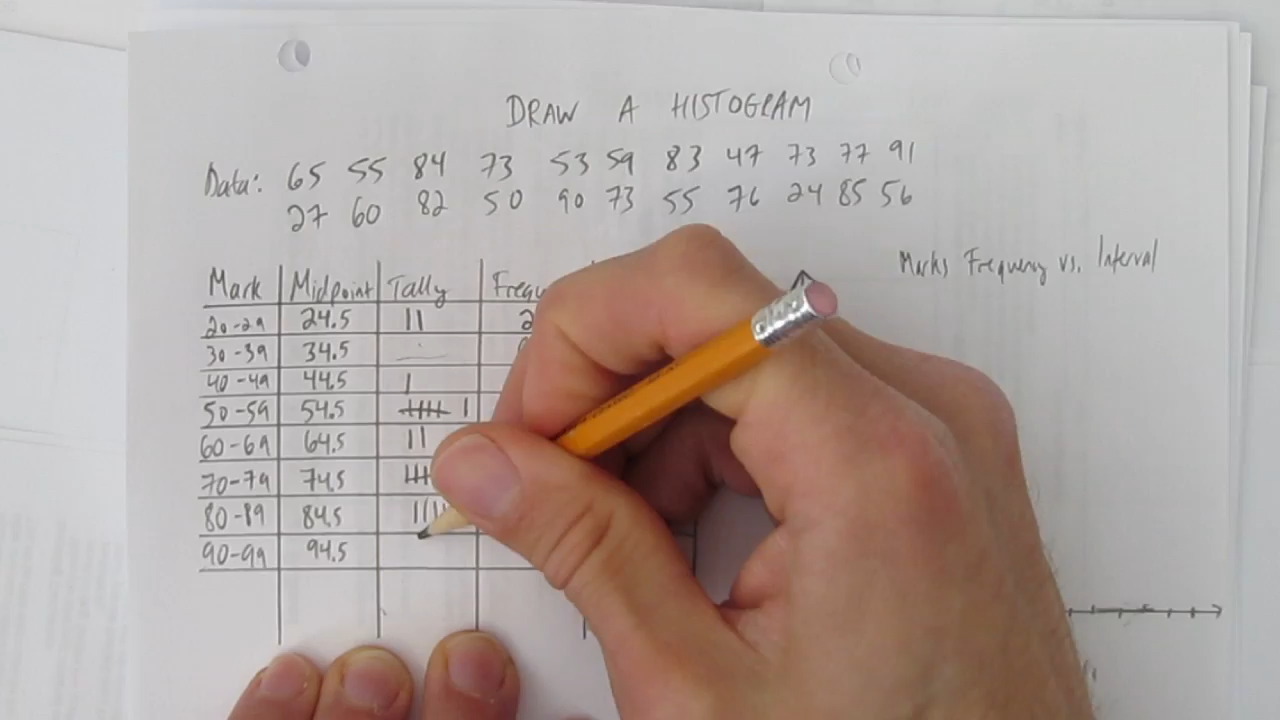 DRAW A HISTOGRAM
Data: 65 55 84 73 53 59 83 47 73 77 91
27 60 82 50 90 73 55 76 24 85 56
Marks Frequency vs. Interval
Mark Midpoint Tally
20-29 24.5 || 2
30-39 34.5
40-49 44.5 |
50-59 54.5 |||| |
60-69 64.5 ||
70-79 74.5
80-89 84.5 ||||
90-99 94.5